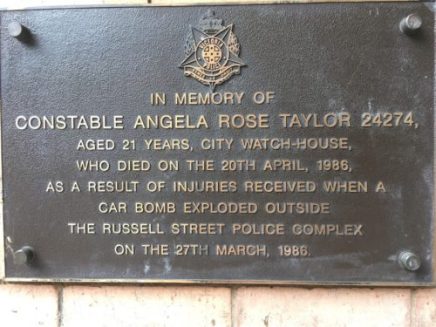 IN MEMORY OF
CONSTABLE ANGELA ROSE TAYLOR 24274,
AGED 21 YEARS, CITY WATCH-HOUSE,
WHO DIED ON THE 20TH APRIL, 1986,
AS A RESULT OF INJURIES RECEIVED WHEN A
CAR BOMB EXPLODED OUTSIDE
THE RUSSELL STREET POLICE COMPLEX
ON THE 27TH MARCH, 1986.